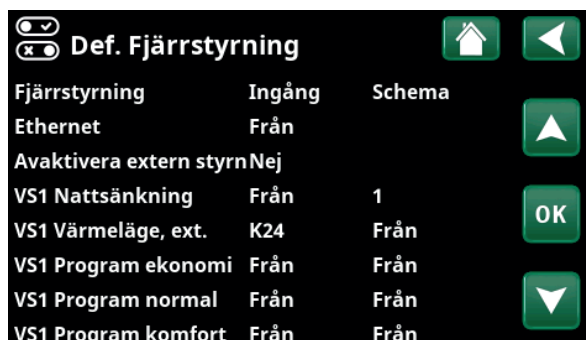 Def. Fjärrstyrning
Fjärrstyrning Ingång Schema
Ethernet Från
Avaktivera extern styrn Nej
VS1 Nattsänkning Från 1
OK
VS1 Värmeläge, ext. K24 Från
VS1 Program ekonomi Från Från
VS1 Program normal Från Från
VS1 Program komfort Från Från